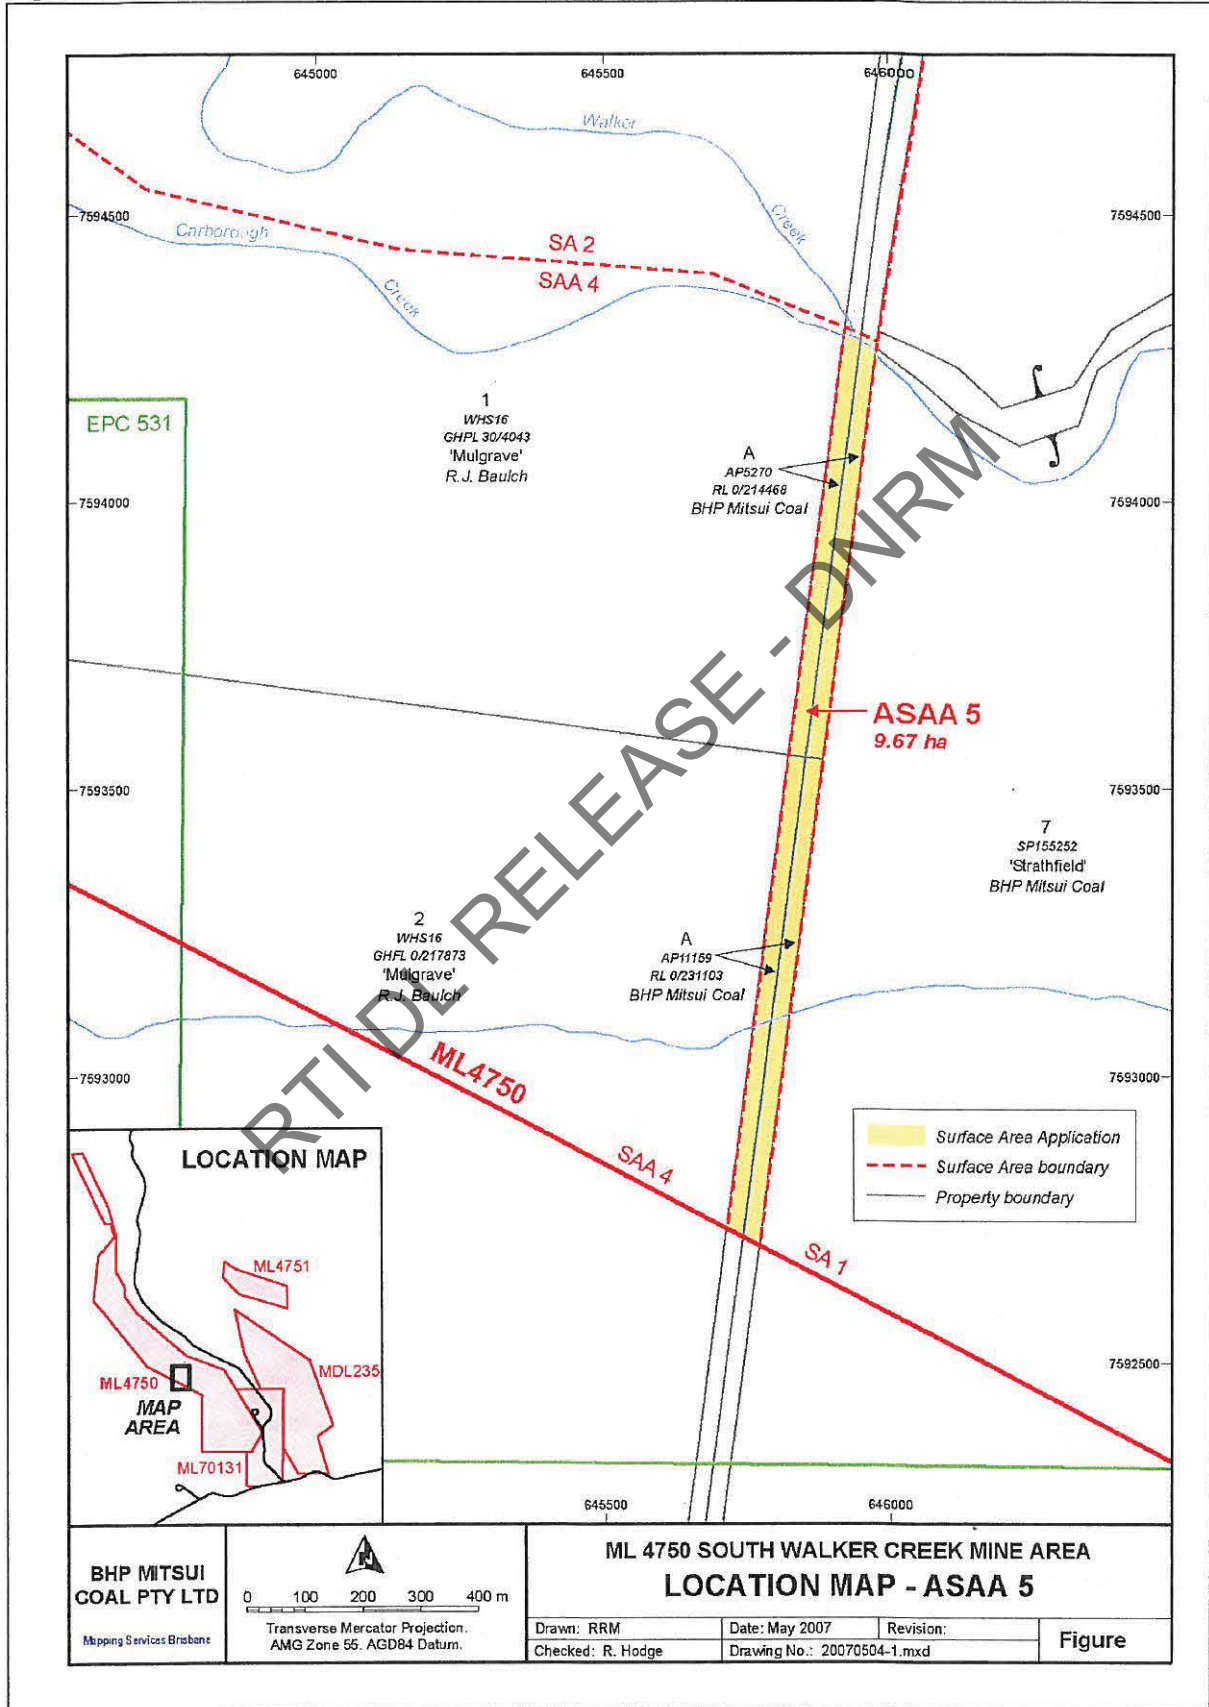 645000
645500
646000
Walker
Creek
7594500
7594500
Carborough
Creek
SA 2
SAA 4
EPC 531
1
WHS16
GHPL 30/4043
'Mulgrave'
R.J. Baulch
A
AP5270
RL 0/214468
BHP Mitsui Coal
7594000
7594000
ASAA 5
9.67 ha
7593500
7593500
7
SP155252
'Strathfield'
BHP Mitsui Coal
2
WHS16
GHFL 0/217873
'Mulgrave'
R.J. Baulch
A
AP11159
RL 0/231103
BHP Mitsui Coal
RTI DL RELEASE - DNRM
7593000
7593000
ML4750
SAA 4
SA 1
Surface Area Application
Surface Area boundary
Property boundary
LOCATION MAP
ML4751
MDL235
ML4750
MAP
AREA
ML70131
7592500
645500
646000
BHP MITSUI
COAL PTY LTD
Mapping Services Brisbane
N
0 100 200 300 400 m
Transverse Mercator Projection.
AMG Zone 55. AGD84 Datum.
ML 4750 SOUTH WALKER CREEK MINE AREA
LOCATION MAP - ASAA 5
Drawn: RRM
Date: May 2007
Revision:
Checked: R. Hodge
Drawing No.: 20070504-1.mxd
Figure